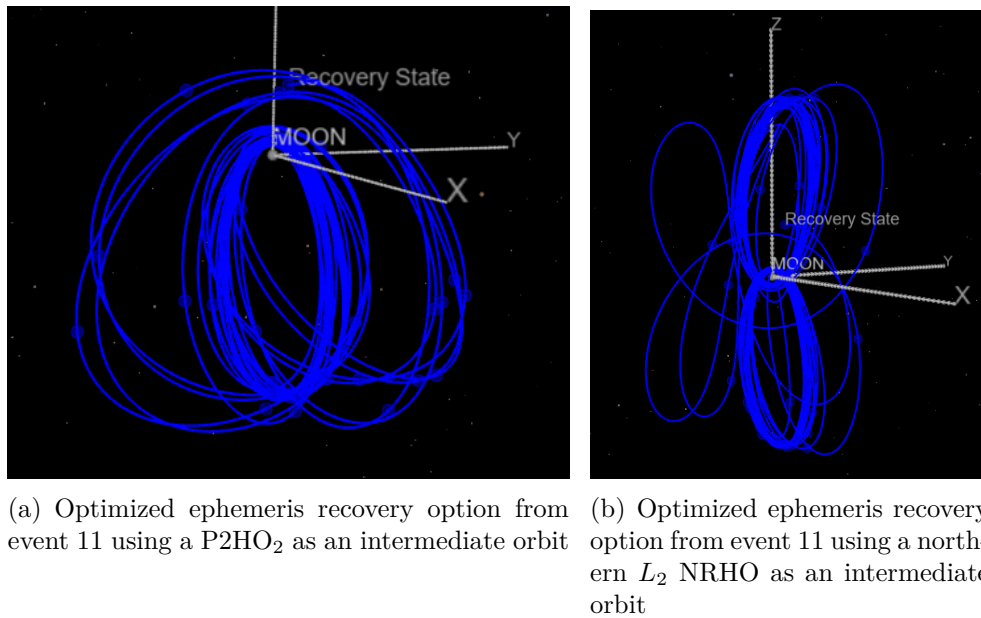 Recovery State
MOON
Y
X
Z
Recovery State
MOON
Y
X
(a) Optimized ephemeris recovery option from
event 11 using a P2HO₂ as an intermediate orbit
(b) Optimized ephemeris recovery
option from event 11 using a north-
ern L₂ NRHO as an intermediate
orbit